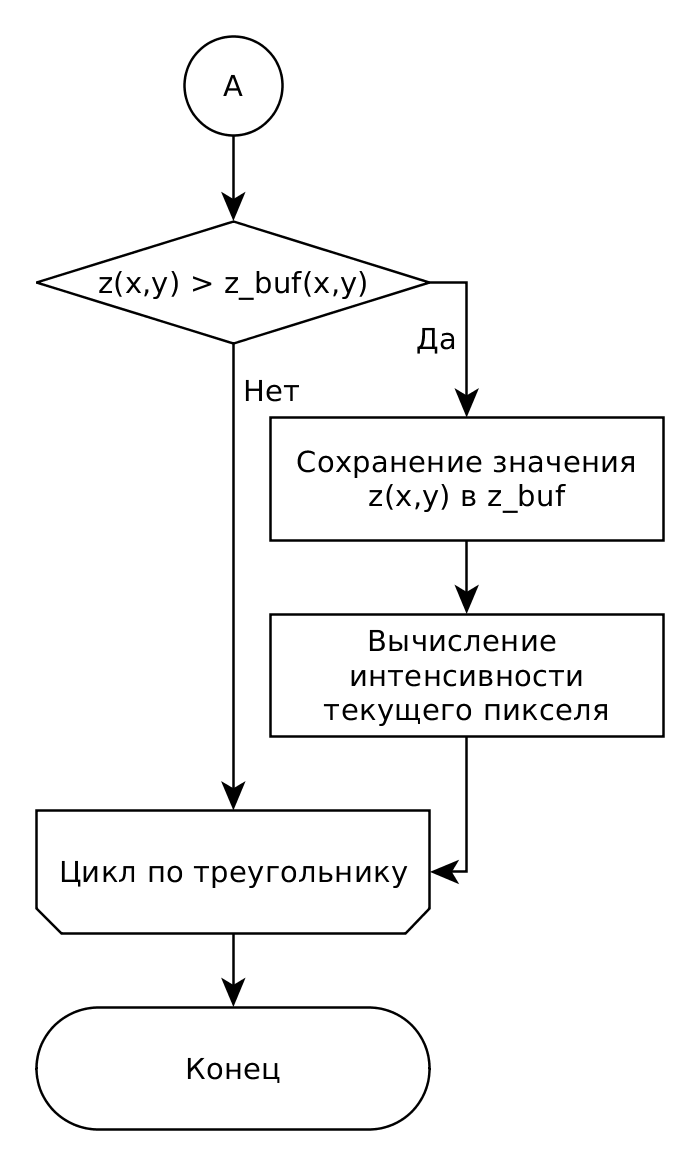 A
z(x,y) > z_buf(x,y)
Да
Нет
Сохранение значения
z(x,y) в z_buf
Вычисление
интенсивности
текущего пикселя
Цикл по треугольнику
Конец